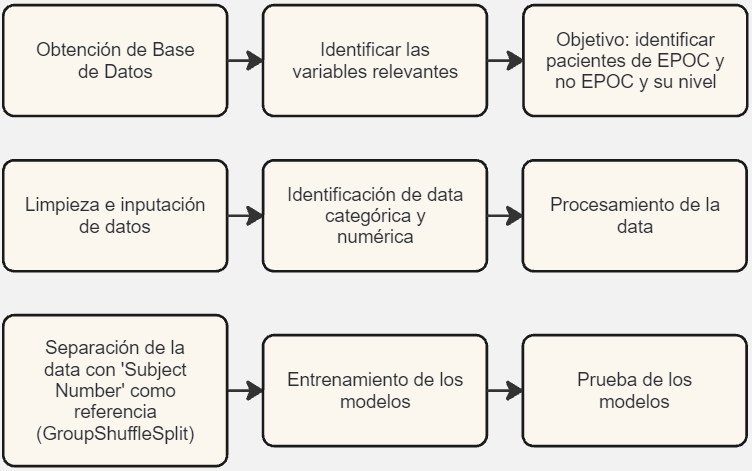 Obtención de Base
de Datos
Identificar las
variables relevantes
Objetivo: identificar
pacientes de EPOC y
no EPOC y su nivel
Limpieza e inputación
de datos
Identificación de data
categórica y
numérica
Procesamiento de la
data
Separación de la
data con 'Subject
Number' como
referencia
(GroupShuffleSplit)
Entrenamiento de los
modelos
Prueba de los
modelos